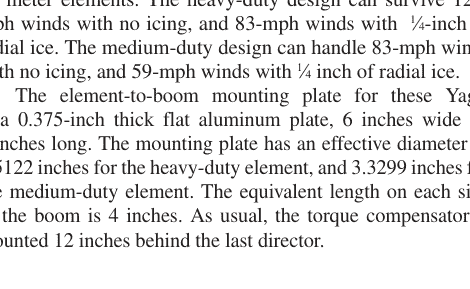 meter elements. The heavy-duty design can survive 12
ph winds with no icing, and 83-mph winds with ¼-inch
dial ice. The medium-duty design can handle 83-mph win
th no icing, and 59-mph winds with ¼ inch of radial ice.
The element-to-boom mounting plate for these Yag
a 0.375-inch thick flat aluminum plate, 6 inches wide
nches long. The mounting plate has an effective diameter
5122 inches for the heavy-duty element, and 3.3299 inches f
e medium-duty element. The equivalent length on each si
the boom is 4 inches. As usual, the torque compensator
ounted 12 inches behind the last director.